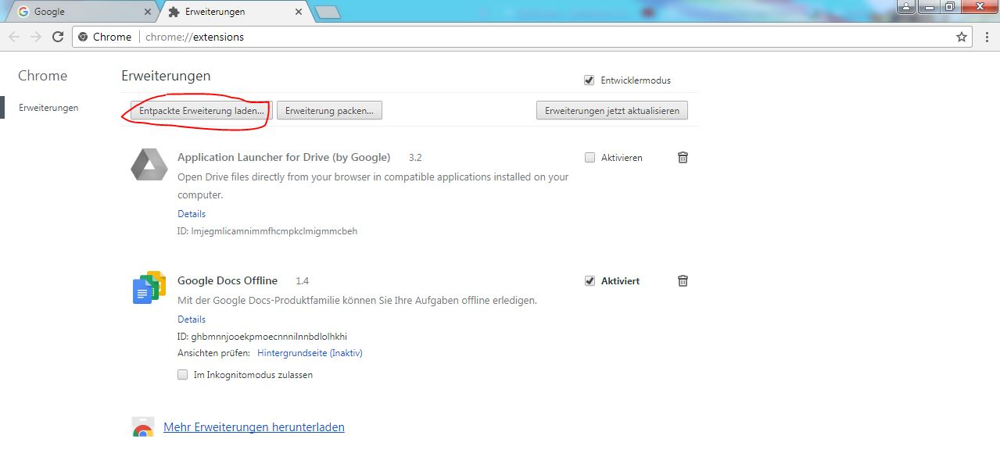 Google
Erweiterungen
Chrome
chrome://extensions
Chrome
Erweiterungen
Erweiterungen
Entwicklermodus
Entpackte Erweiterung laden...
Erweiterung packen...
Erweiterungen jetzt aktualisieren
Application Launcher for Drive (by Google) 3.2
Aktivieren
Open Drive files directly from your browser in compatible applications installed on your
computer.
Details
ID: lmjegmlicamnimmfhcmpkclmigmmcbeh
Google Docs Offline 1.4
Aktiviert
Mit der Google Docs-Produktfamilie können Sie Ihre Aufgaben offline erledigen.
Details
ID: ghbmnnjooekpmoecnnnilnnbdlolhkhi
Ansichten prüfen: Hintergrundseite (Inaktiv)
Im Inkognitomodus zulassen
Mehr Erweiterungen herunterladen